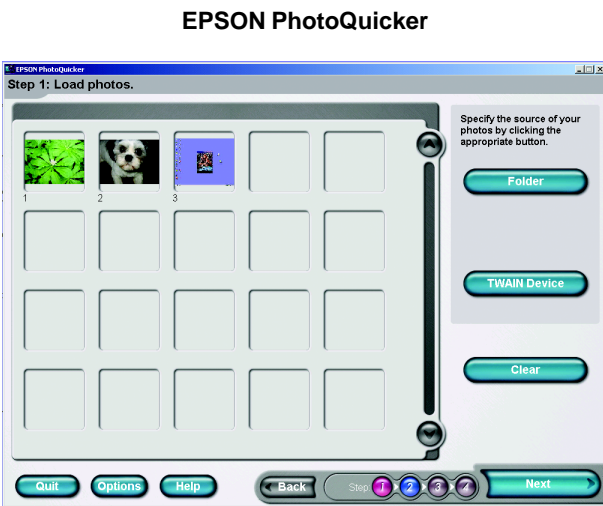 EPSON PhotoQuicker
EPSON PhotoQuicker
Step 1: Load photos.
Specify the source of your
photos by clicking the
appropriate button.
Folder
1 2 3
TWAIN Device
Clear
Quit Options Help Back Step 1 2 3 4 Next